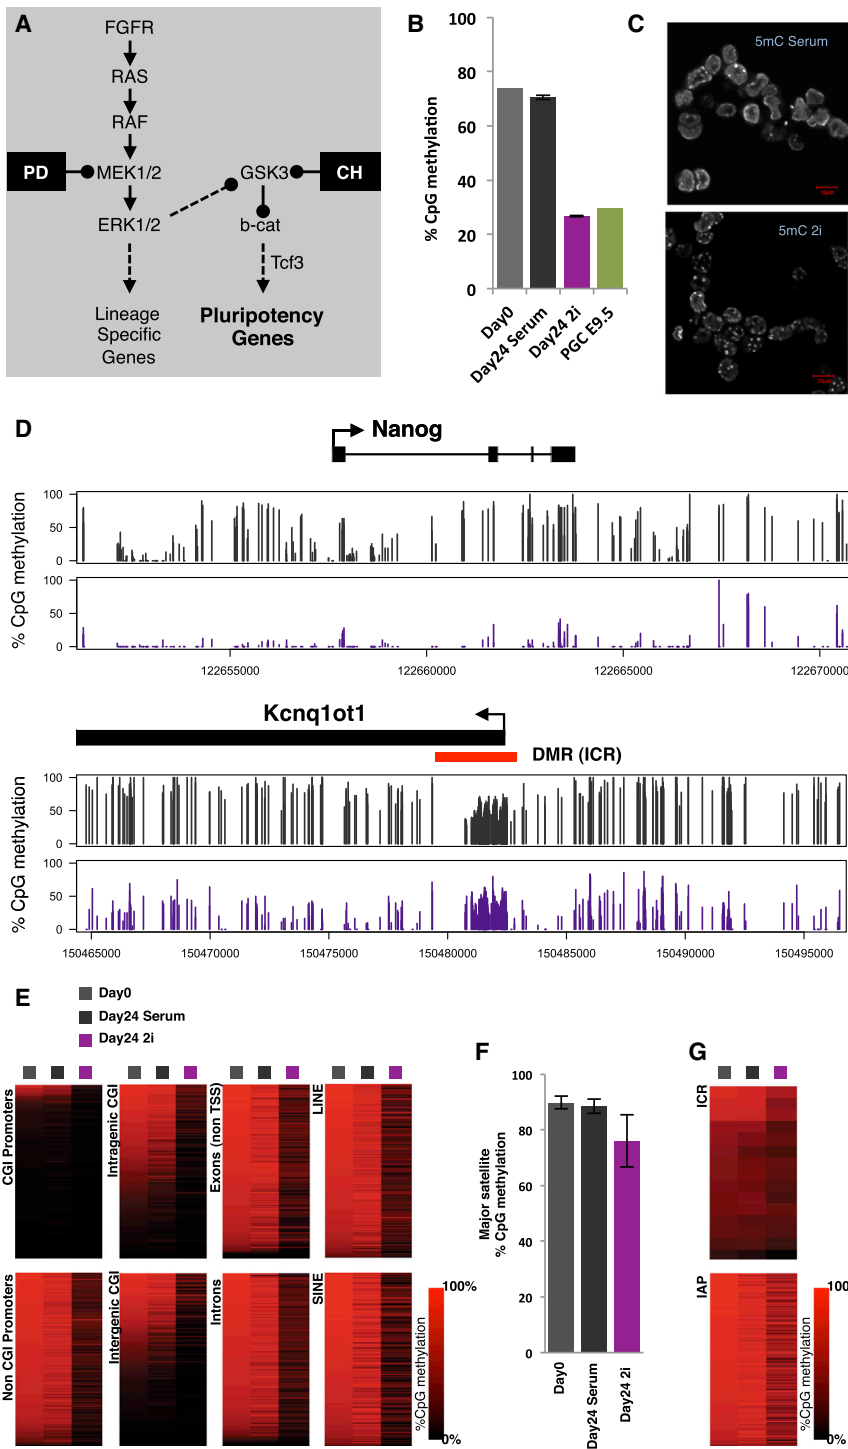 A
FGFR
RAS
RAF
PD
MEK1/2
GSK3
CH
ERK1/2
b-cat
Tcf3
Lineage
Specific
Genes
Pluripotency
Genes
B
% CpG methylation
100
80
60
40
20
0
Day0
Day24 Serum
Day24 2i
PGC E9.5
C
5mC Serum
5mC 2i
D
Nanog
% CpG methylation
100
50
0
100
50
0
122655000
122660000
122665000
122670000
Kcnq1ot1
DMR (ICR)
% CpG methylation
100
50
0
100
50
0
150465000
150470000
150475000
150480000
150485000
150490000
150495000
E
Day0
Day24 Serum
Day24 2i
CGI Promoters
Intragenic CGI
Exons (non TSS)
LINE
Non CGI Promoters
Intergenic CGI
Introns
SINE
100%
%CpG methylation
0%
F
Major satellite
% CpG methylation
100
80
60
40
20
0
Day0
Day24 Serum
Day24 2i
G
ICR
IAP
100
%CpG methylation
0%